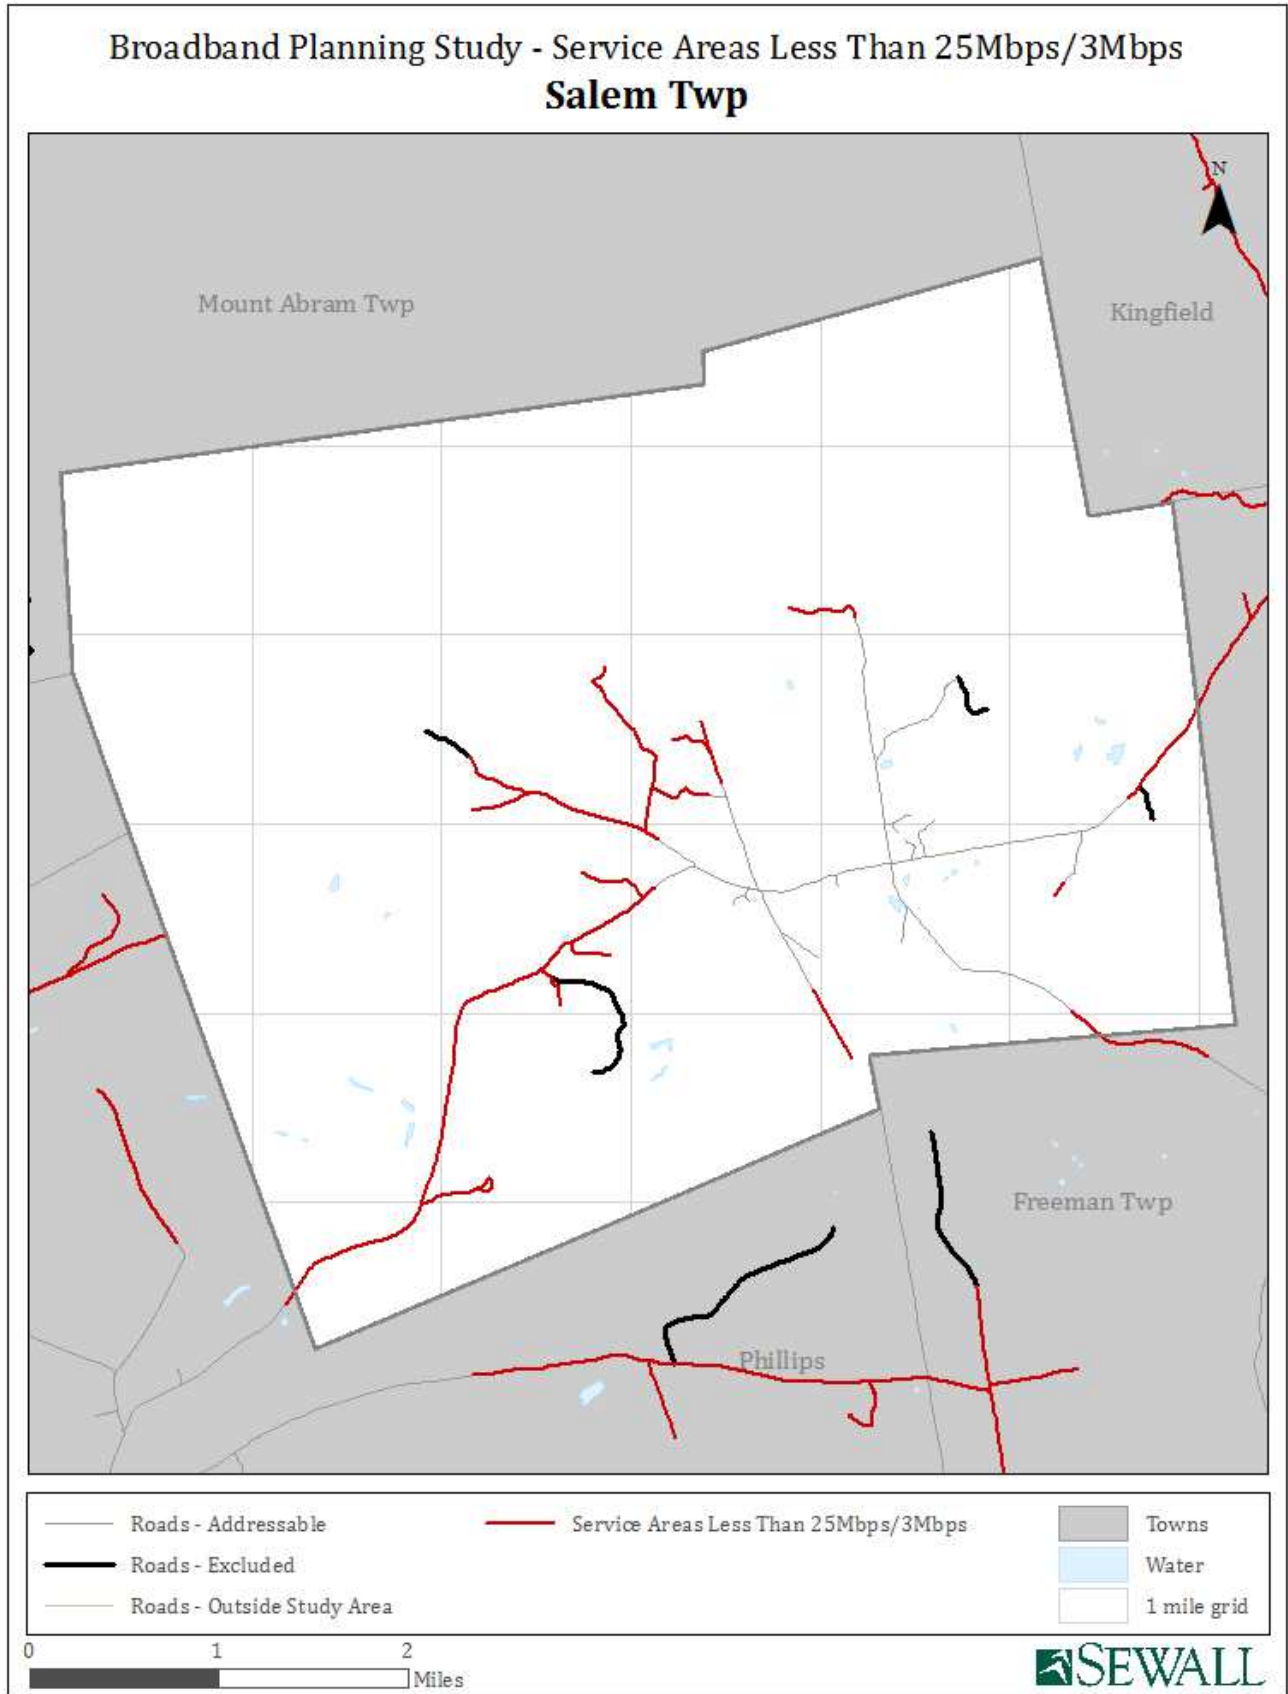 Broadband Planning Study - Service Areas Less Than 25Mbps/3Mbps
Salem Twp
N
Mount Abram Twp
Kingfield
Freeman Twp
Phillips
Roads - Addressable
Roads - Excluded
Roads - Outside Study Area
Service Areas Less Than 25Mbps/3Mbps
Towns
Water
1 mile grid
0 1 2
Miles
SEWALL